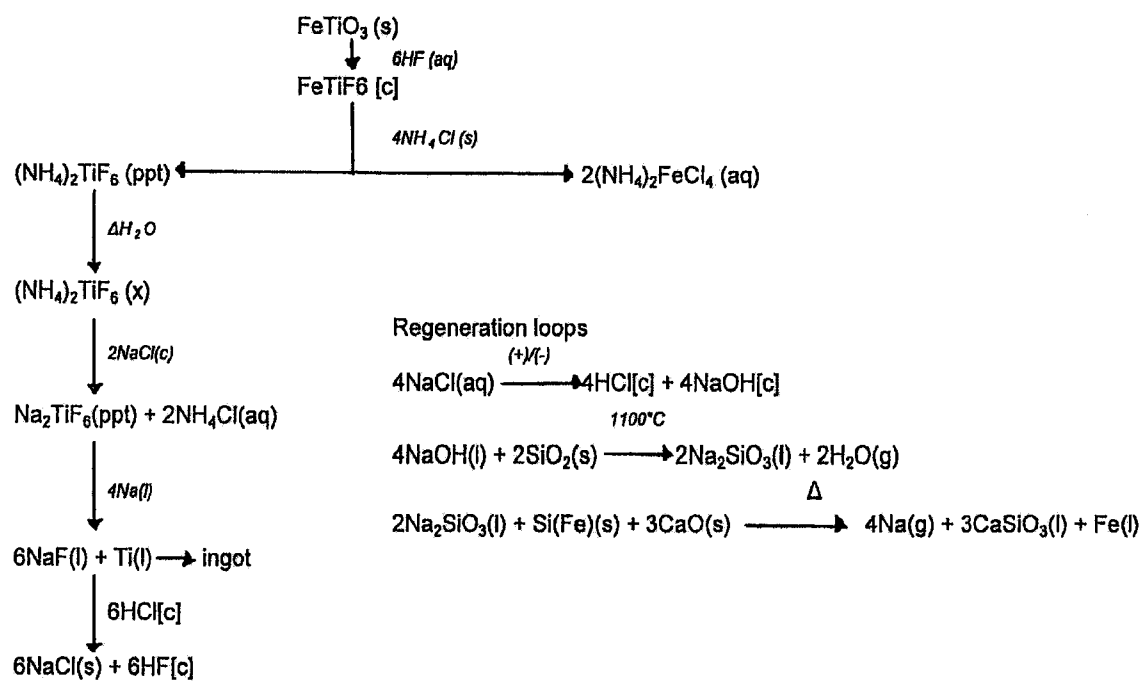 FeTiO₃ (s)
6HF (aq)
FeTiF6 [c]
4NH₄Cl (s)
(NH₄)₂TiF₆ (ppt)
2(NH₄)₂FeCl₄ (aq)
ΔH₂O
(NH₄)₂TiF₆ (x)
2NaCl(c)
Na₂TiF₆(ppt) + 2NH₄Cl(aq)
4Na(l)
6NaF(l) + Ti(l) → ingot
6HCl[c]
6NaCl(s) + 6HF[c]
Regeneration loops
(+)/(-)
4NaCl(aq) → 4HCl[c] + 4NaOH[c]
1100°C
4NaOH(l) + 2SiO₂(s) → 2Na₂SiO₃(l) + 2H₂O(g)
Δ
2Na₂SiO₃(l) + Si(Fe)(s) + 3CaO(s) → 4Na(g) + 3CaSiO₃(l) + Fe(l)